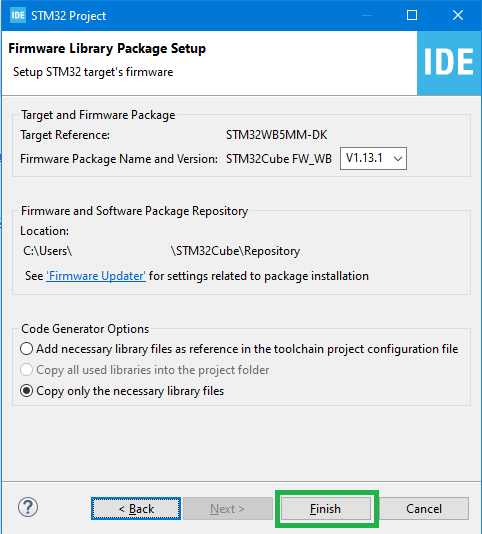 IDE STM32 Project
Firmware Library Package Setup
Setup STM32 target's firmware
IDE
Target and Firmware Package
Target Reference: STM32WB5MM-DK
Firmware Package Name and Version: STM32Cube FW_WB V1.13.1
Firmware and Software Package Repository
Location:
C:\Users\ \STM32Cube\Repository
See 'Firmware Updater' for settings related to package installation
Code Generator Options
Add necessary library files as reference in the toolchain project configuration file
Copy all used libraries into the project folder
Copy only the necessary library files
? < Back Next > Finish Cancel